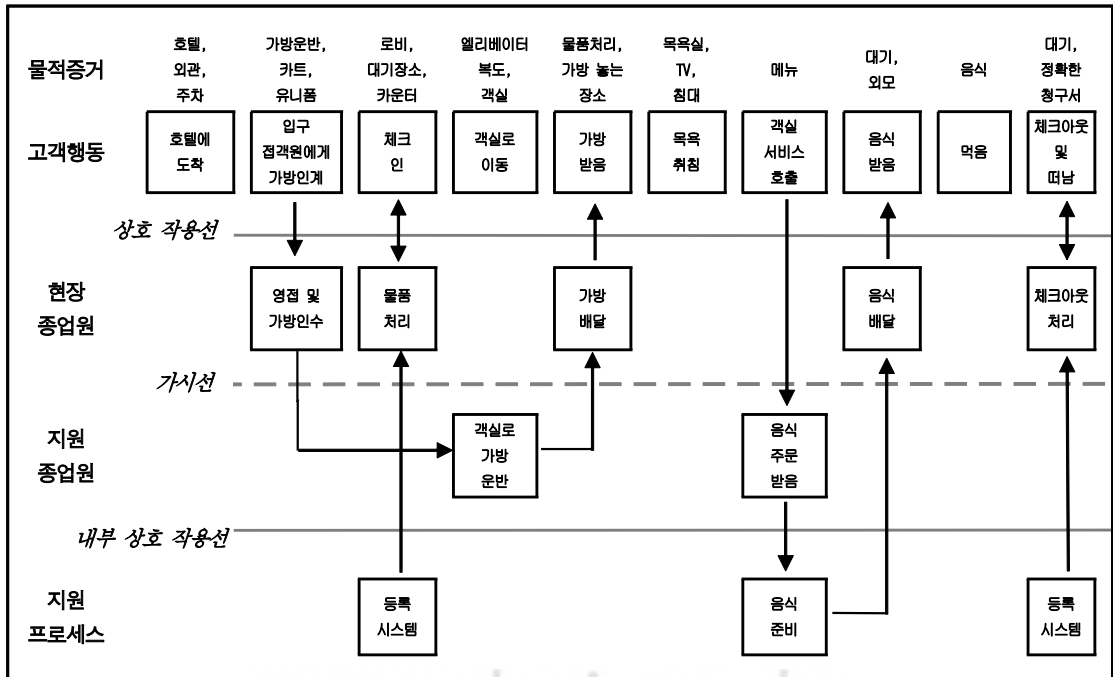 물적증거
호텔,
외관,
주차
가방운반,
카트,
유니폼
로비,
대기장소,
카운터
엘리베이터
복도,
객실
물품처리,
가방 놓는
장소
목욕실,
TV,
침대
메뉴
대기,
외모
음식
대기,
정확한
청구서
고객행동
호텔에
도착
입구
접객원에게
가방인계
체크
인
객실로
이동
가방
받음
목욕
취침
객실
서비스
호출
음식
받음
먹음
체크아웃
및
떠남
상호 작용선
현장
종업원
영접 및
가방인수
물품
처리
가방
배달
음식
배달
체크아웃
처리
가시선
지원
종업원
객실로
가방
운반
음식
주문
받음
내부 상호 작용선
지원
프로세스
등록
시스템
음식
준비
등록
시스템